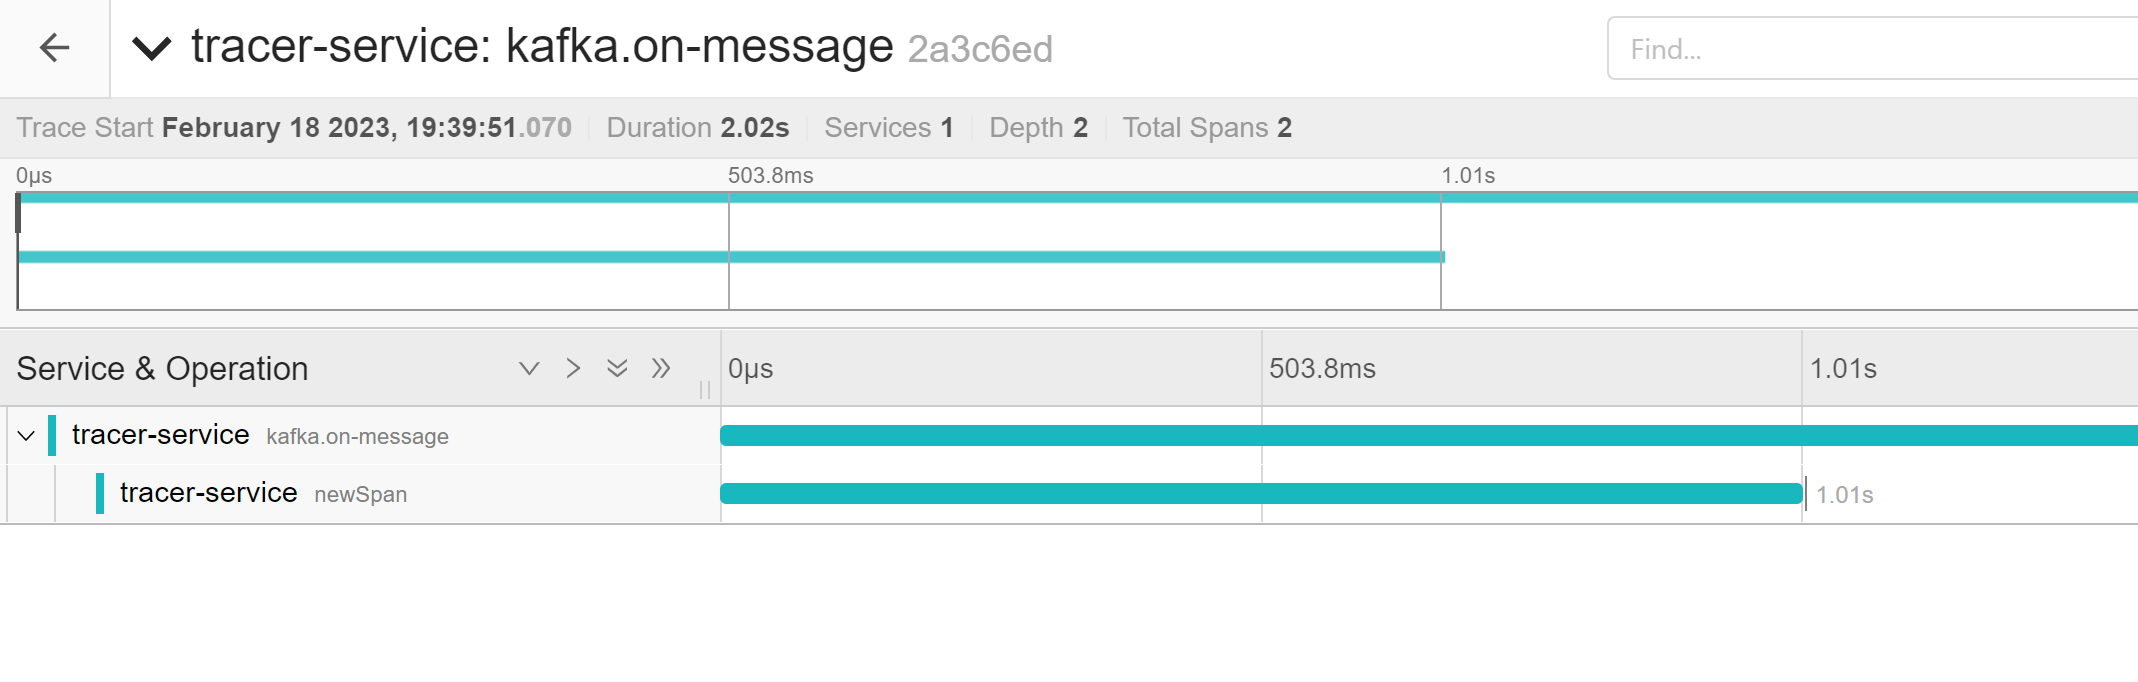 tracer-service: kafka.on-message 2a3c6ed Find...
Trace Start February 18 2023, 19:39:51.070 Duration 2.02s Services 1 Depth 2 Total Spans 2
0μs 503.8ms 1.01s
Service & Operation 0μs 503.8ms 1.01s
tracer-service kafka.on-message
tracer-service newSpan 1.01s